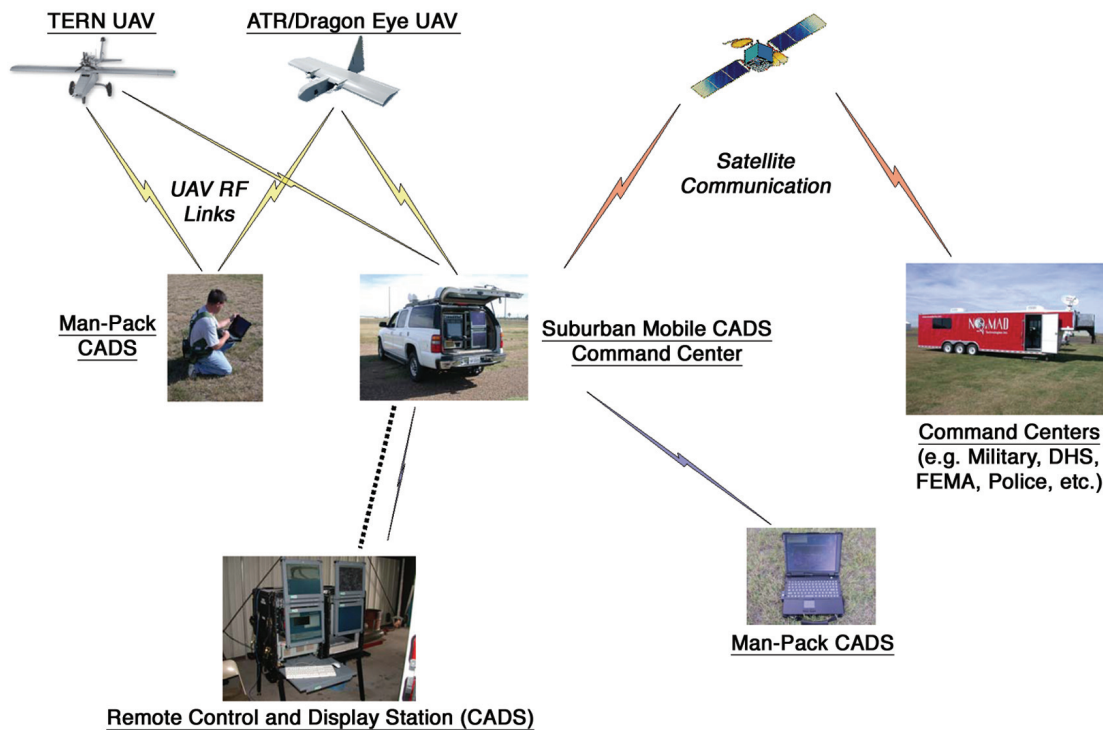 TERN UAV
ATR/Dragon Eye UAV
UAV RF
Links
Satellite
Communication
Man-Pack
CADS
Suburban Mobile CADS
Command Center
NOMAD
Command Centers
(e.g. Military, DHS,
FEMA, Police, etc.)
Man-Pack CADS
Remote Control and Display Station (CADS)